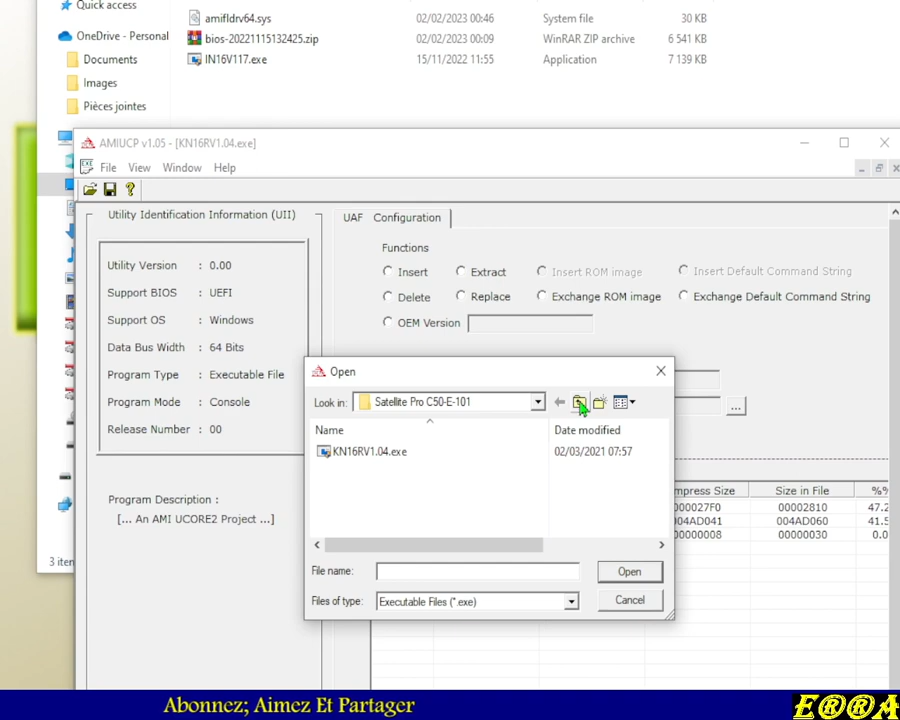 Quick access
amifldrv64.sys 02/02/2023 00:46 System file 30 KB
OneDrive - Personal
bios-20221115132425.zip 02/02/2023 00:09 WinRAR ZIP archive 6 541 KB
Documents
IN16V117.exe 15/11/2022 11:55 Application 7 139 KB
Images
Pièces jointes
AMIUCP v1.05 - [KN16RV1.04.exe]
File View Window Help
Utility Identification Information (UII)
UAF Configuration
Functions
Utility Version : 0.00
Insert Extract Insert ROM image Insert Default Command String
Support BIOS : UEFI
Delete Replace Exchange ROM image Exchange Default Command String
Support OS : Windows
OEM Version
Data Bus Width : 64 Bits
Program Type : Executable File
Program Mode : Console
Release Number : 00
Program Description :
[... An AMI UCORE2 Project ...]
3 iten
Open
Look in: Satellite Pro C50-E-101
...
Name Date modified
KN16RV1.04.exe 02/03/2021 07:57
File name: Open
Files of type: Executable Files (*.exe) Cancel
mpress Size Size in File %%
000027F0 00002810 47.2
004AD041 004AD060 41.5
00000008 00000030 0.0
Abonnez; Aimez Et Partager
ERRA